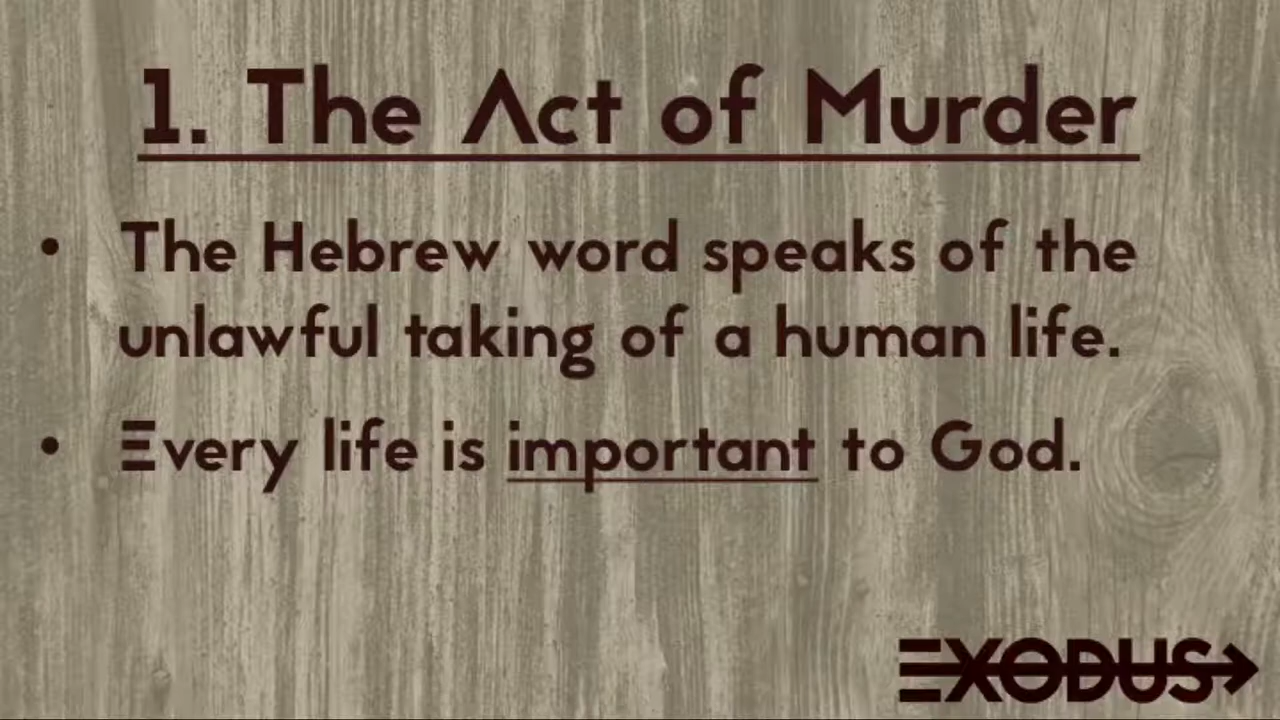 1. The Act of Murder
• The Hebrew word speaks of the
unlawful taking of a human life.
• Every life is important to God.
EXODUS